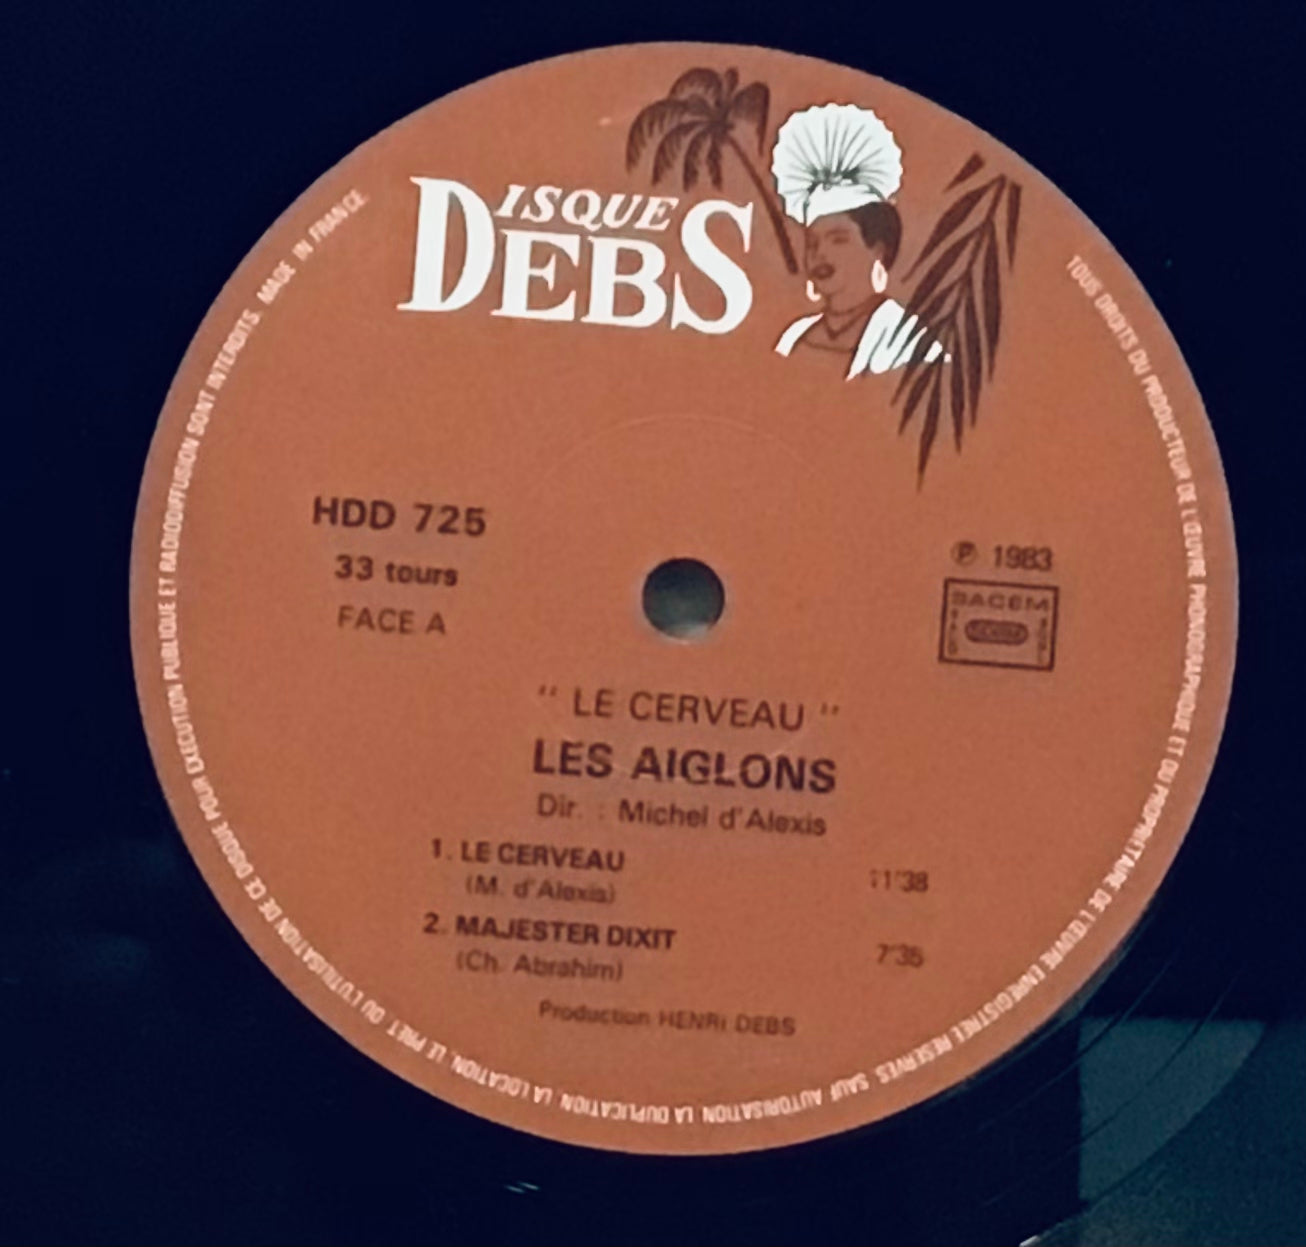 DISQUE
DEBS
HDD 725
33 tours
FACE A
℗ 1983
SACEM
" LE CERVEAU "
LES AIGLONS
Dir. : Michel d'Alexis
1. LE CERVEAU
11'38
(M. d'Alexis)
2. MAJESTER DIXIT
7'35
(Ch. Abrahim)
Production HENRI DEBS
TOUS DROITS DU PRODUCTEUR DE L'ŒUVRE PHONOGRAPHIQUE ET DU PROPRIETAIRE DE L'ŒUVRE ENREGISTREE RESERVES. SAUF AUTORISATION LA DUPLICATION, LA LOCATION, LE PRET OU L'UTILISATION DE CE DISQUE POUR EXECUTION PUBLIQUE ET RADIODIFFUSION SONT INTERDITS. MADE IN FRANCE